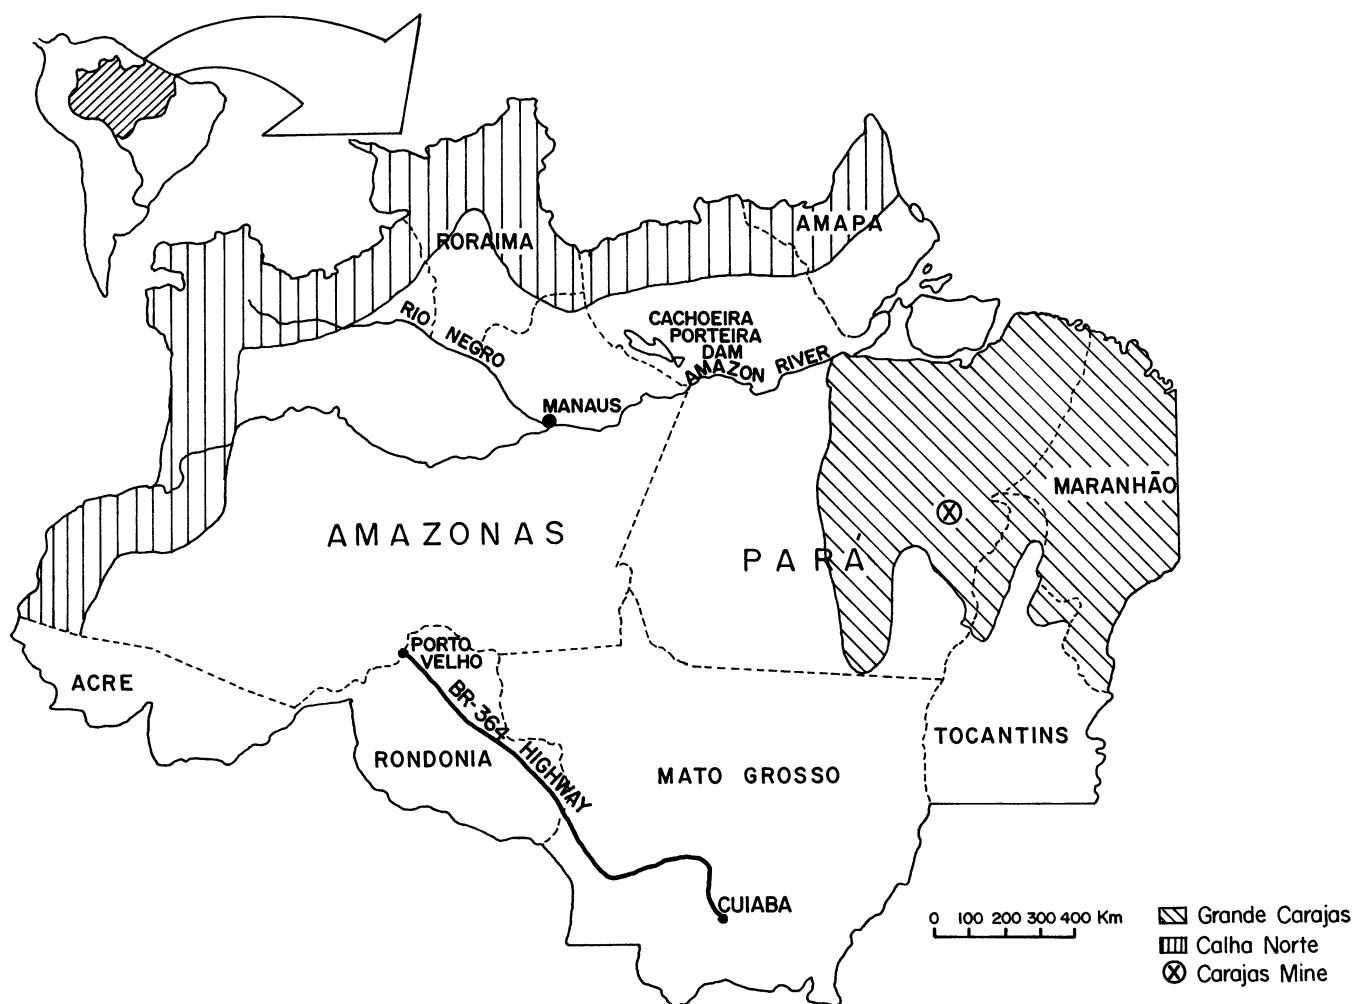 RORAIMA
AMAPA
RIO NEGRO
CACHOEIRA
PORTEIRA
DAM
AMAZON RIVER
MANAUS
MARANHÃO
X
AMAZONAS
PARÁ
PORTO
VELHO
ACRE
BR-364 HIGHWAY
RONDONIA
MATO GROSSO
TOCANTINS
CUIABA
0 100 200 300 400 Km
Grande Carajas
Calha Norte
X Carajas Mine